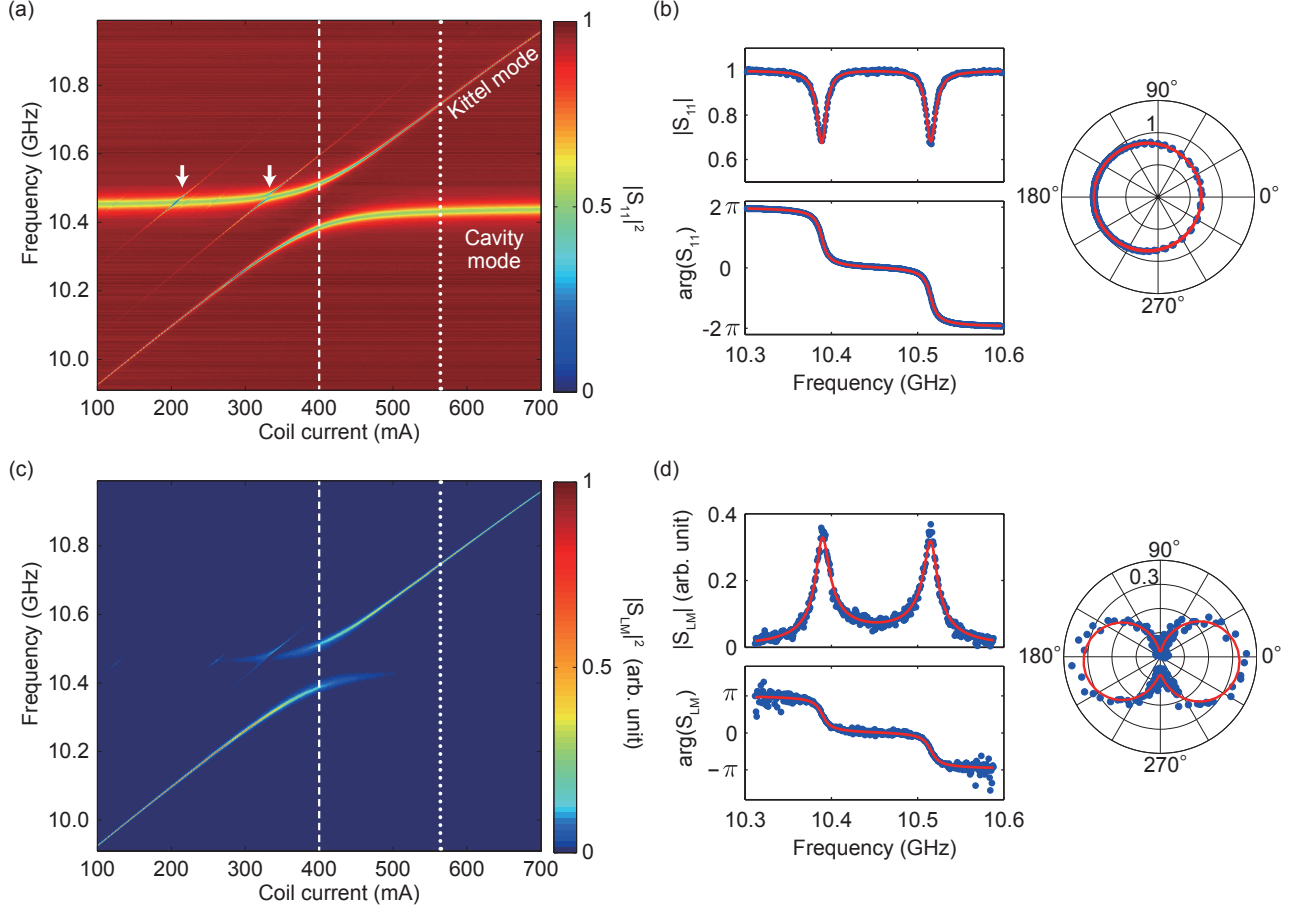 (a)
Frequency (GHz)
10.8
10.6
10.4
10.2
10.0
100 200 300 400 500 600 700
Coil current (mA)
Kittel mode
Cavity mode
1
0.5
0
|S₁₁|²
(b)
|S₁₁|
1
0.8
0.6
arg(S₁₁)
2π
0
-2π
10.3 10.4 10.5 10.6
Frequency (GHz)
90°
1
180°
0°
270°
(c)
Frequency (GHz)
10.8
10.6
10.4
10.2
10.0
100 200 300 400 500 600 700
Coil current (mA)
1
0.5
0
|S_LM|² (arb. unit)
(d)
|S_LM| (arb. unit)
0.4
0.2
0
arg(S_LM)
π
0
−π
10.3 10.4 10.5 10.6
Frequency (GHz)
90°
0.3
180°
0°
270°